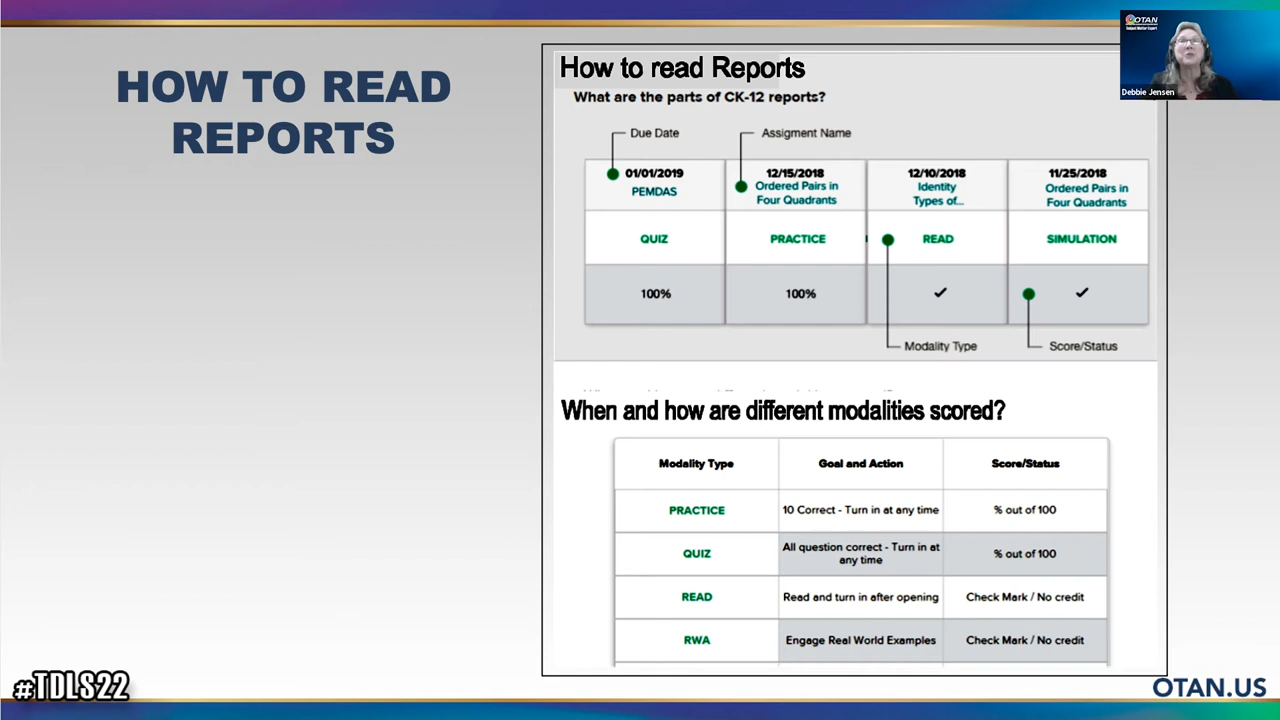 HOW TO READ
REPORTS
OTAN
Subject Matter Expert
Debbie Jensen
How to read Reports
What are the parts of CK-12 reports?
Due Date
Assigment Name
01/01/2019
PEMDAS
12/15/2018
Ordered Pairs in
Four Quadrants
12/10/2018
Identity
Types of...
11/25/2018
Ordered Pairs in
Four Quadrants
QUIZ
PRACTICE
READ
SIMULATION
100%
100%
✓
✓
Modality Type
Score/Status
When and how are different modalities scored?
Modality Type
Goal and Action
Score/Status
PRACTICE
10 Correct - Turn in at any time
% out of 100
QUIZ
All question correct - Turn in at
any time
% out of 100
READ
Read and turn in after opening
Check Mark / No credit
RWA
Engage Real World Examples
Check Mark / No credit
#TDLS22
OTAN.US